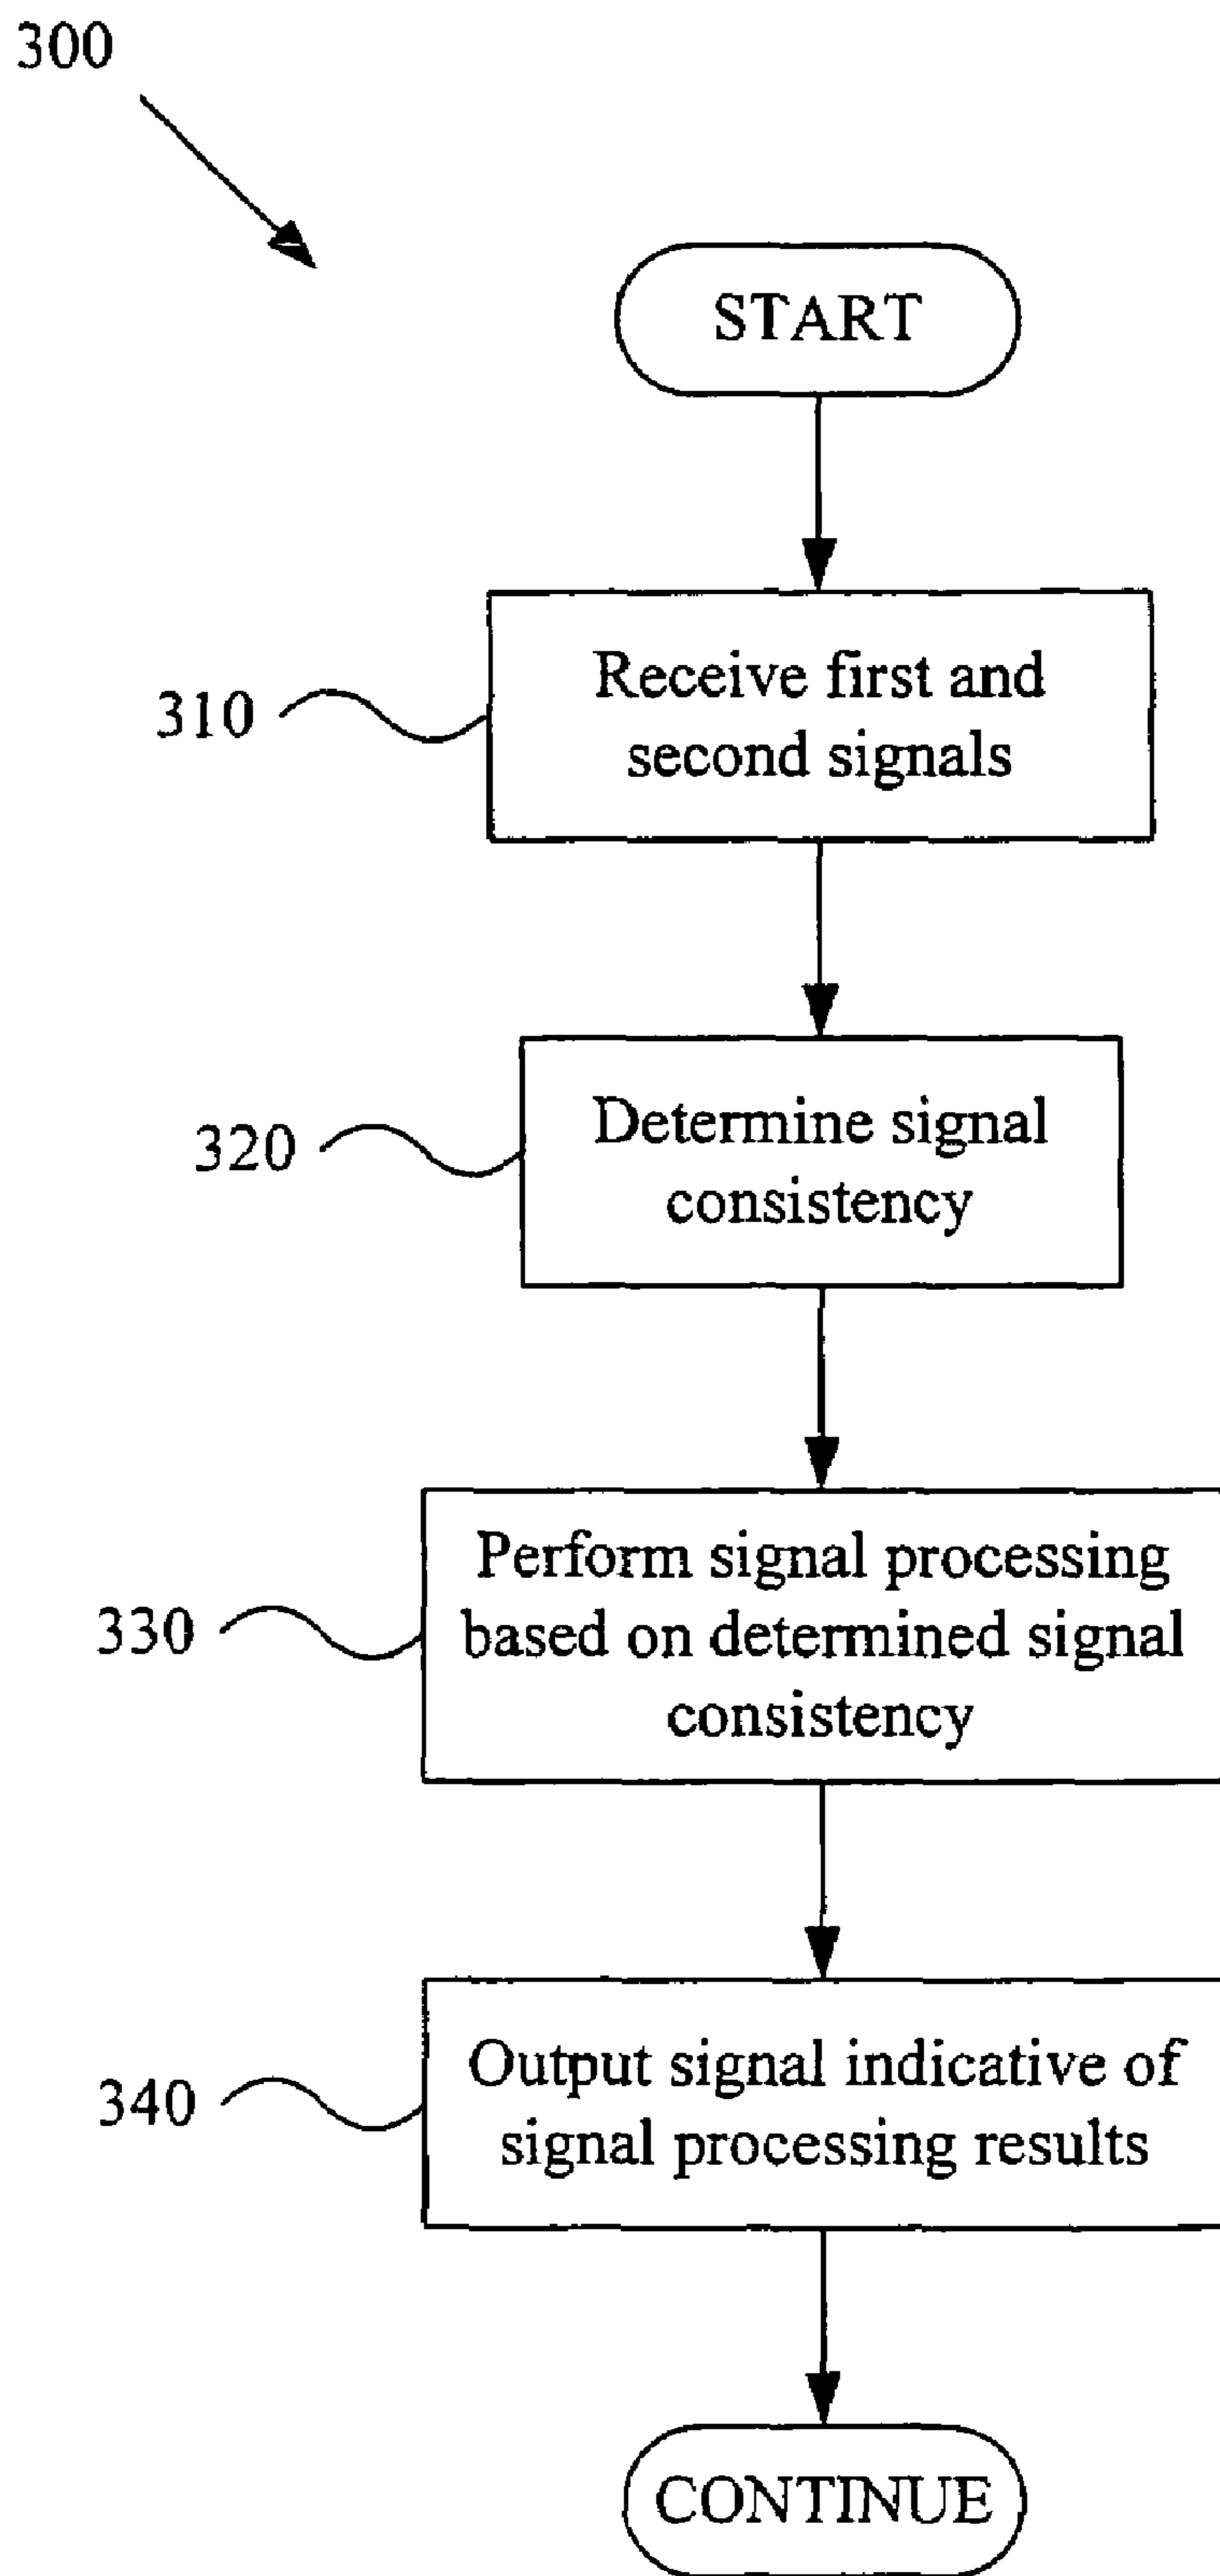 300
START
310
Receive first and
second signals
320
Determine signal
consistency
330
Perform signal processing
based on determined signal
consistency
340
Output signal indicative of
signal processing results
CONTINUE